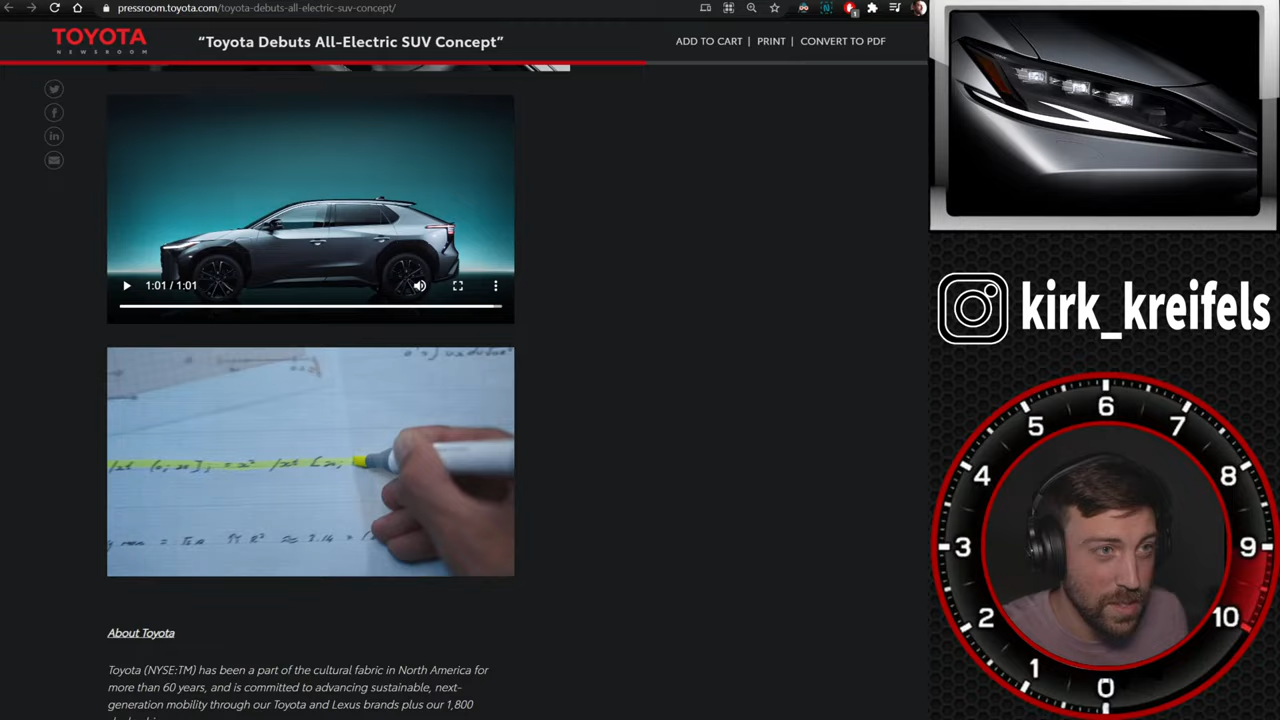 pressroom.toyota.com/toyota-debuts-all-electric-suv-concept/
1
TOYOTA
NEWSROOM
“Toyota Debuts All-Electric SUV Concept”
ADD TO CART | PRINT | CONVERT TO PDF
1:01 / 1:01
About Toyota
Toyota (NYSE:TM) has been a part of the cultural fabric in North America for
more than 60 years, and is committed to advancing sustainable, next-
generation mobility through our Toyota and Lexus brands plus our 1,800
kirk_kreifels
0
1
2
3
4
5
6
7
8
9
10